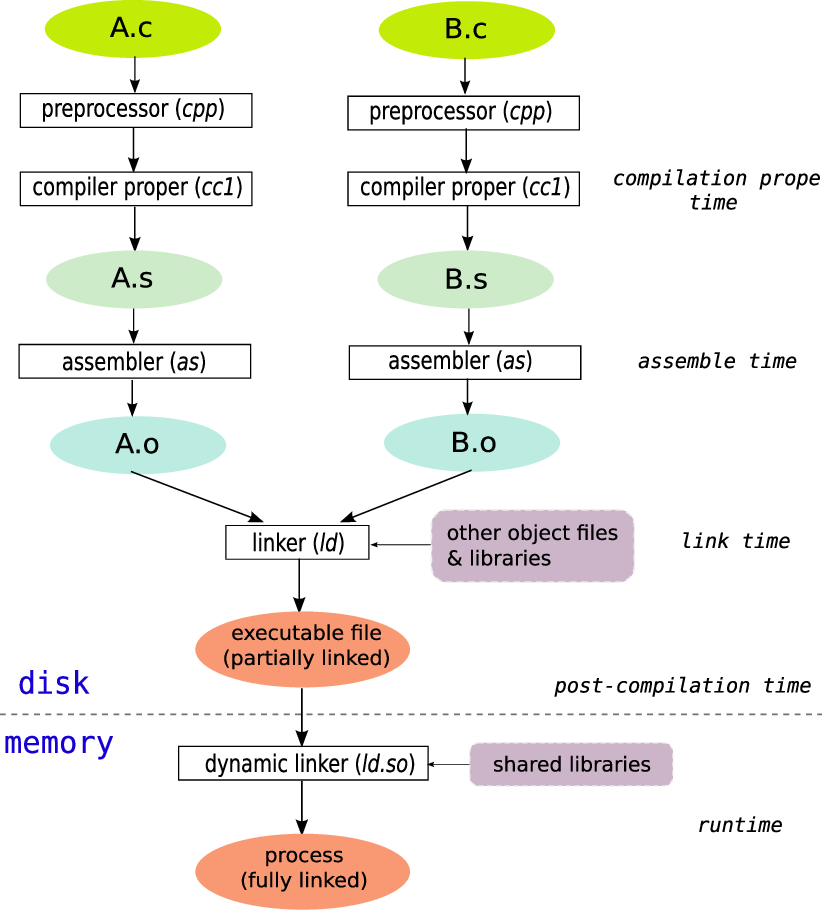 A.c
B.c
preprocessor (cpp)
preprocessor (cpp)
compiler proper (cc1)
compiler proper (cc1)
compilation prope
time
A.s
B.s
assembler (as)
assembler (as)
assemble time
A.o
B.o
linker (ld)
other object files
& libraries
link time
executable file
(partially linked)
disk
post-compilation time
memory
dynamic linker (ld.so)
shared libraries
runtime
process
(fully linked)